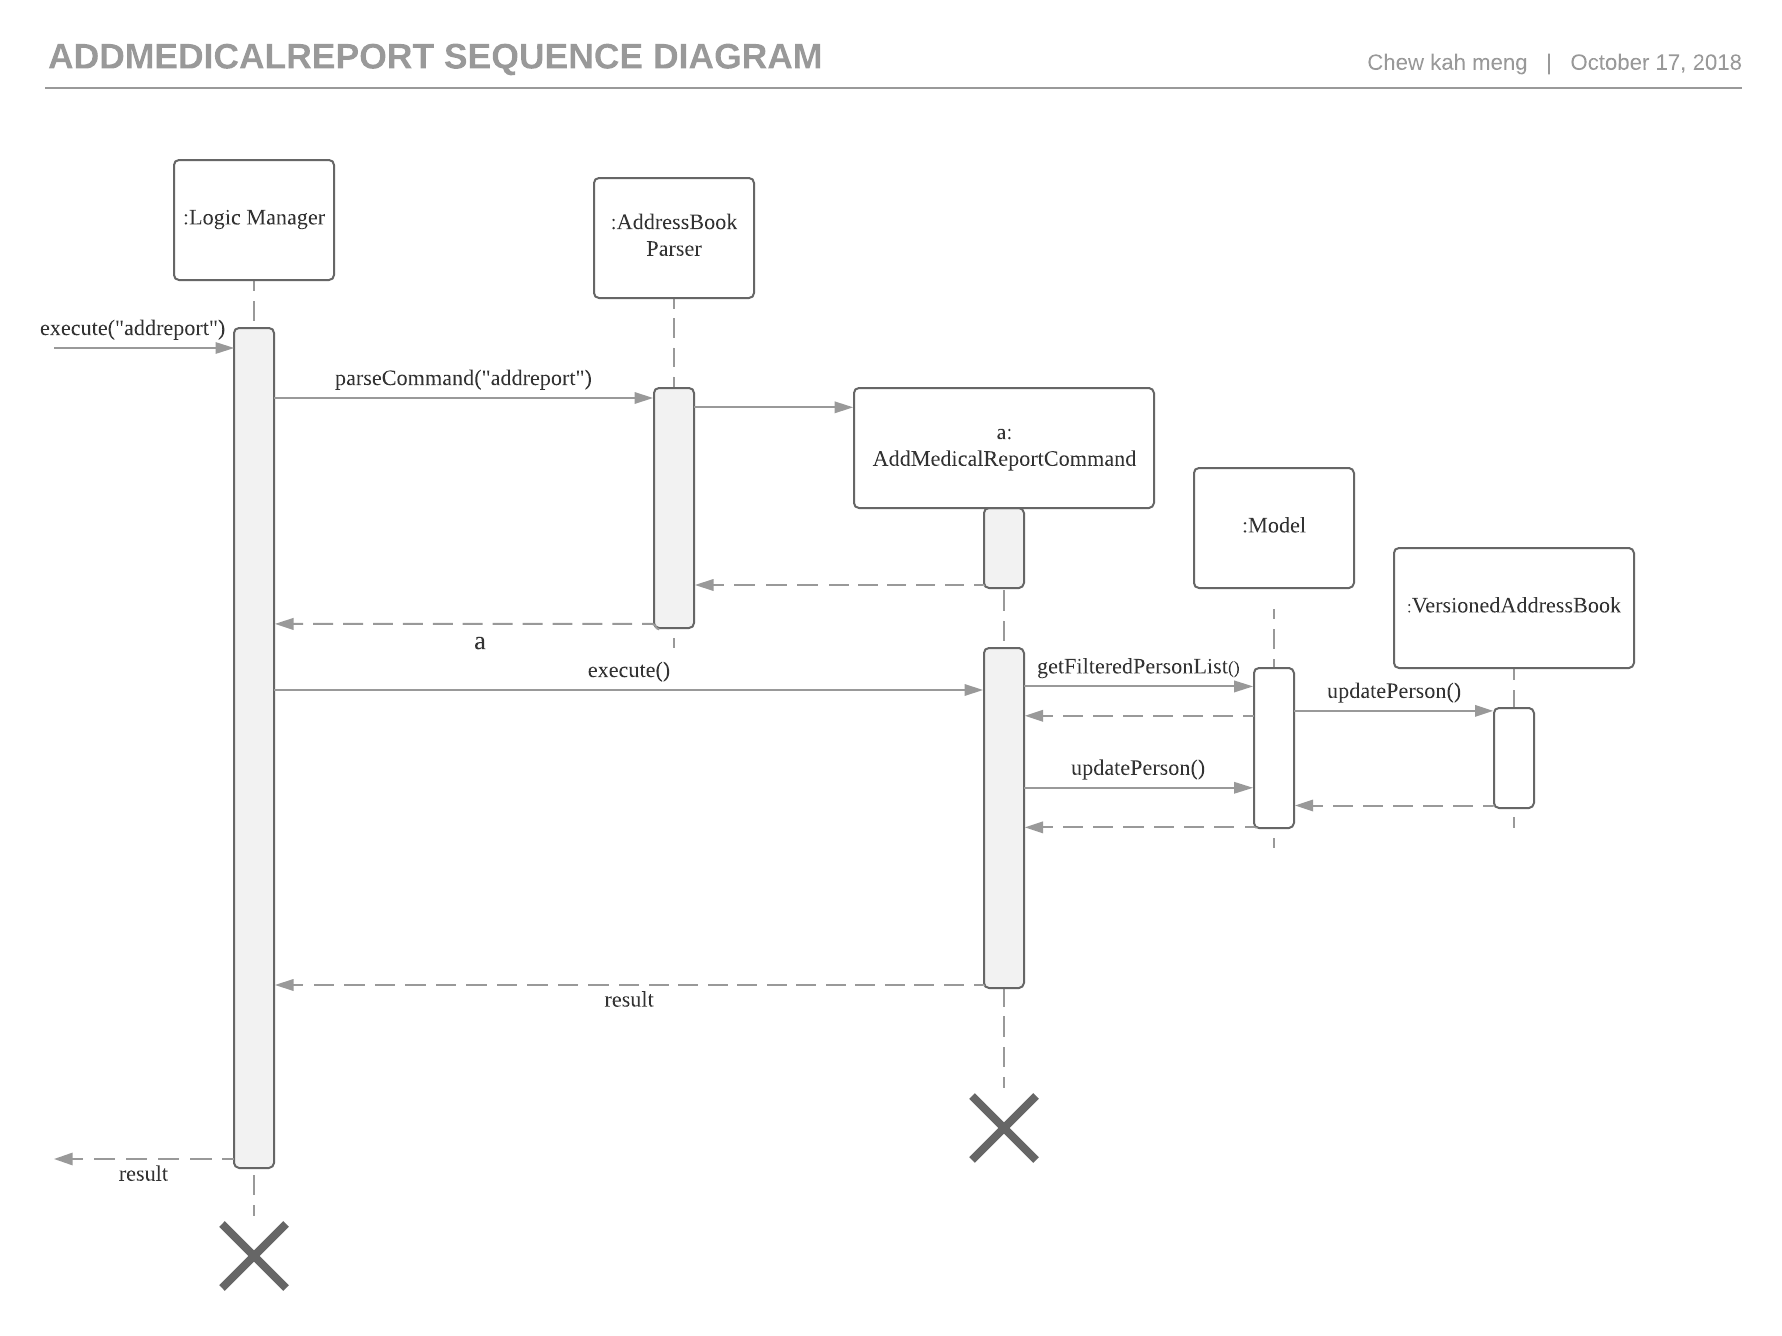 ADDMEDICALREPORT SEQUENCE DIAGRAM
Chew kah meng | October 17, 2018
:Logic Manager
:AddressBook
Parser
execute("addreport")
parseCommand("addreport")
a:
AddMedicalReportCommand
:Model
:VersionedAddressBook
a
execute()
getFilteredPersonList()
updatePerson()
updatePerson()
result
result